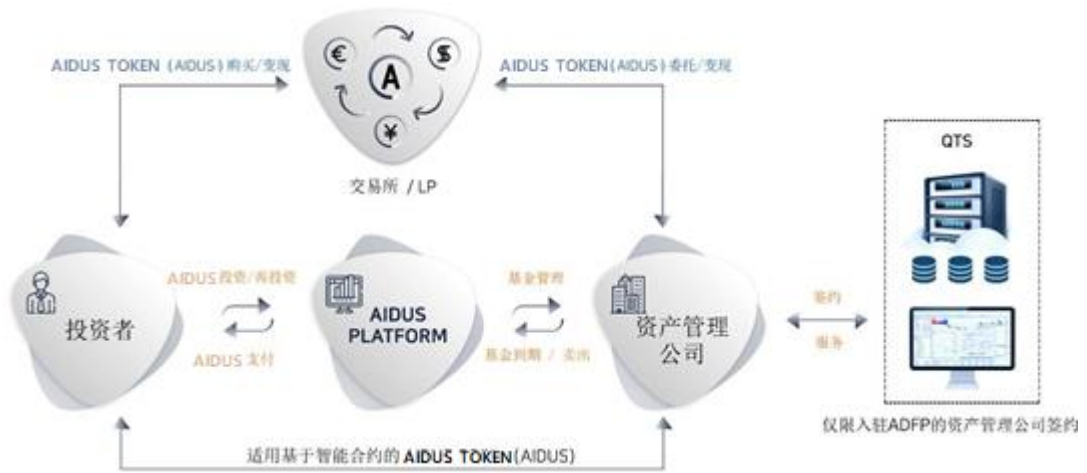 AIDUS TOKEN (AIDUS)购买/变现
AIDUS TOKEN(AIDUS)委托/变现
€
$
A
¥
交易所 / LP
QTS
投资者
AIDUS 投资/再投资
AIDUS 支付
AIDUS
PLATFORM
基金管理
基金到期 / 卖出
资产管理
公司
签约
服务
仅限入驻ADFP的资产管理公司签约
适用基于智能合约的 AIDUS TOKEN(AIDUS)